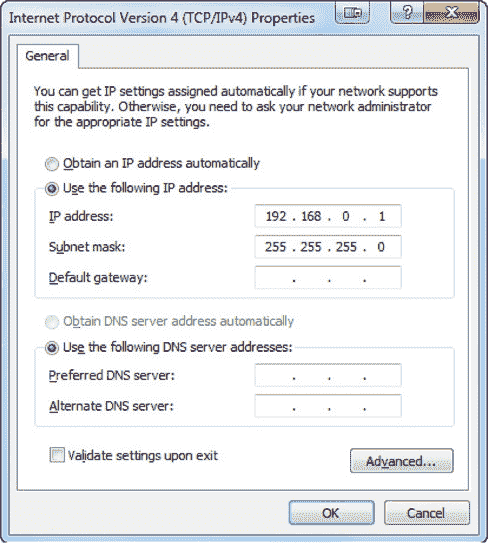 Internet Protocol Version 4 (TCP/IPv4) Properties
General
You can get IP settings assigned automatically if your network supports
this capability. Otherwise, you need to ask your network administrator
for the appropriate IP settings.
Obtain an IP address automatically
Use the following IP address:
IP address: 192 . 168 . 0 . 1
Subnet mask: 255 . 255 . 255 . 0
Default gateway: . . .
Obtain DNS server address automatically
Use the following DNS server addresses:
Preferred DNS server: . . .
Alternate DNS server: . . .
Validate settings upon exit
Advanced...
OK Cancel